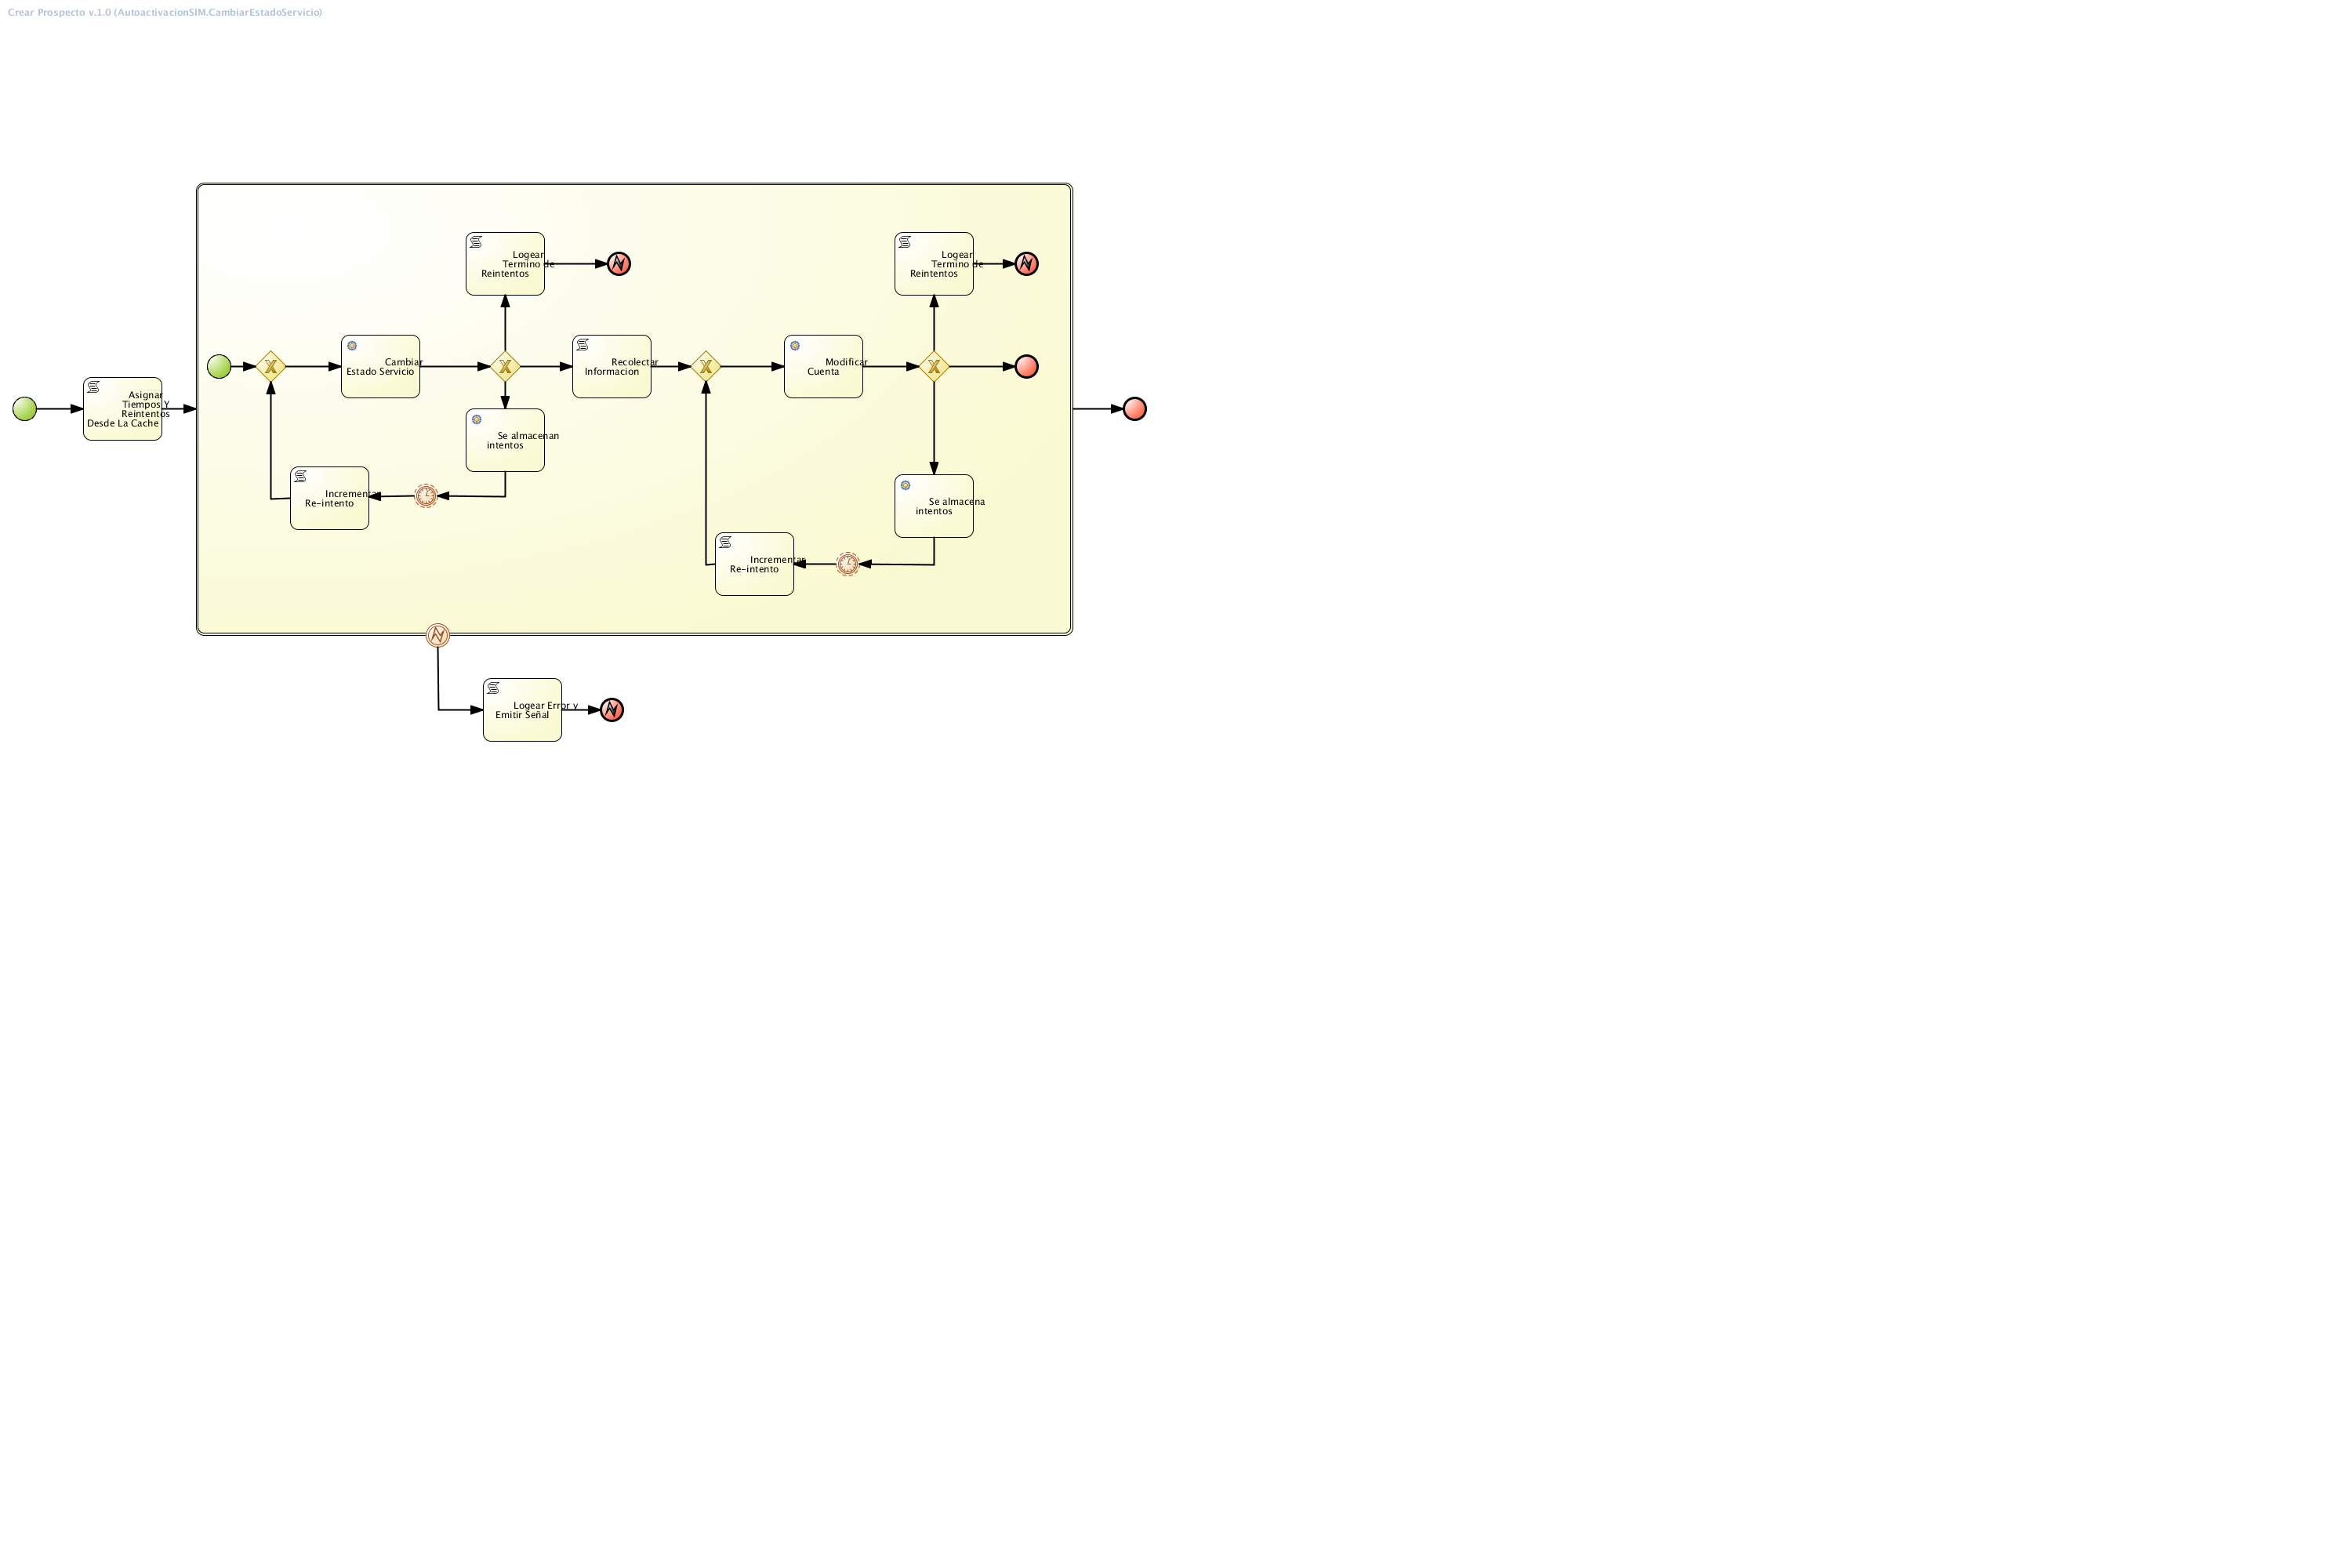 Crear Prospecto v.1.0 (AutoactivacionSIM.CambiarEstadoServicio)
Logear
Termino de
Reintentos
Logear
Termino de
Reintentos
Cambiar
Estado Servicio
Recolectar
Informacion
Modificar
Cuenta
Asignar
Tiempos Y
Reintentos
Desde La Cache
Se almacenan
intentos
Incrementar
Re-intento
Se almacena
intentos
Incrementar
Re-intento
Logear Error y
Emitir Señal